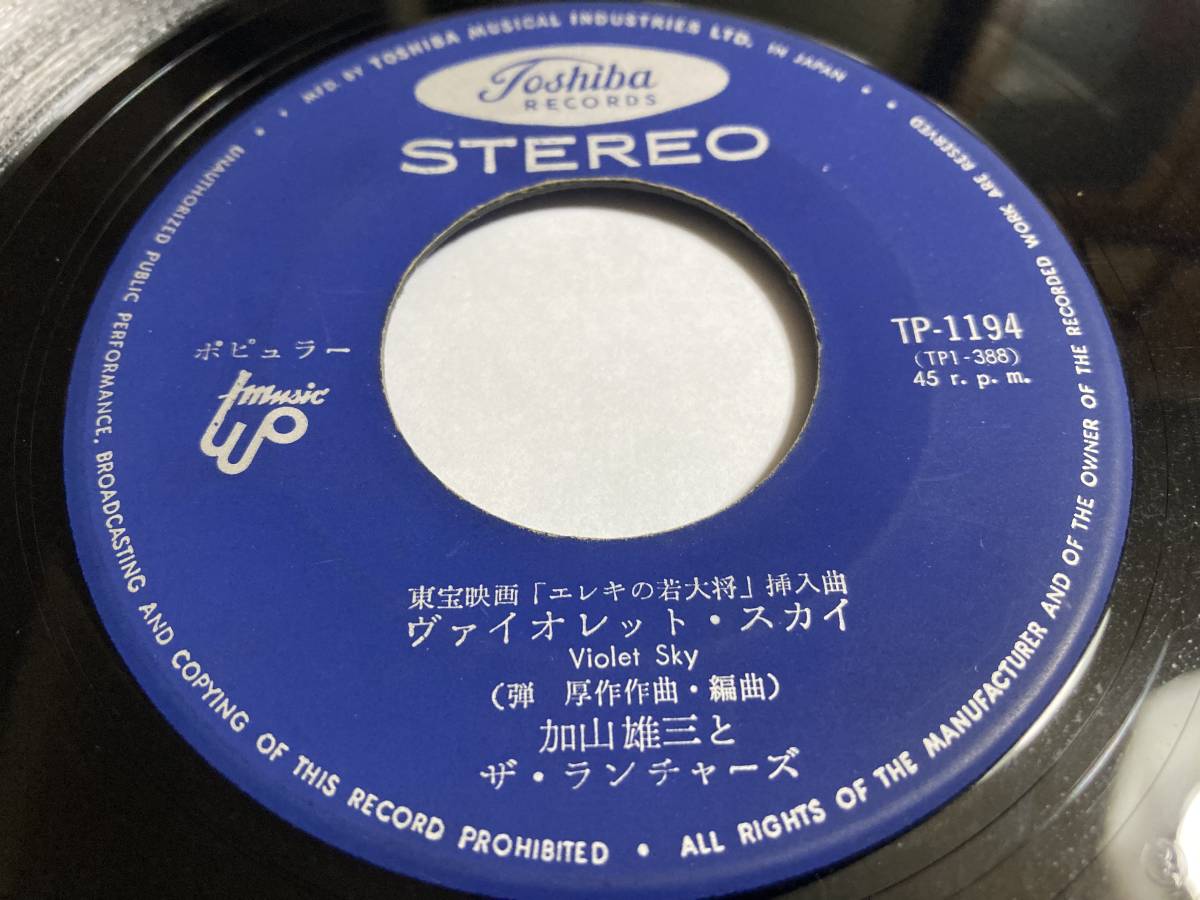 MFD. BY TOSHIBA MUSICAL INDUSTRIES LTD. IN JAPAN
Toshiba
RECORDS
STEREO
ポピュラー
music
TP-1194
(TP1-388)
45 r. p. m.
東宝映画「エレキの若大将」挿入曲
ヴァイオレット・スカイ
Violet Sky
(弾 厚作作曲・編曲)
加山雄三と
ザ・ランチャーズ
UNAUTHORIZED PUBLIC PERFORMANCE, BROADCASTING AND COPYING OF THIS RECORD PROHIBITED • ALL RIGHTS OF THE MANUFACTURER AND OF THE OWNER OF THE RECORDED WORK ARE RESERVED